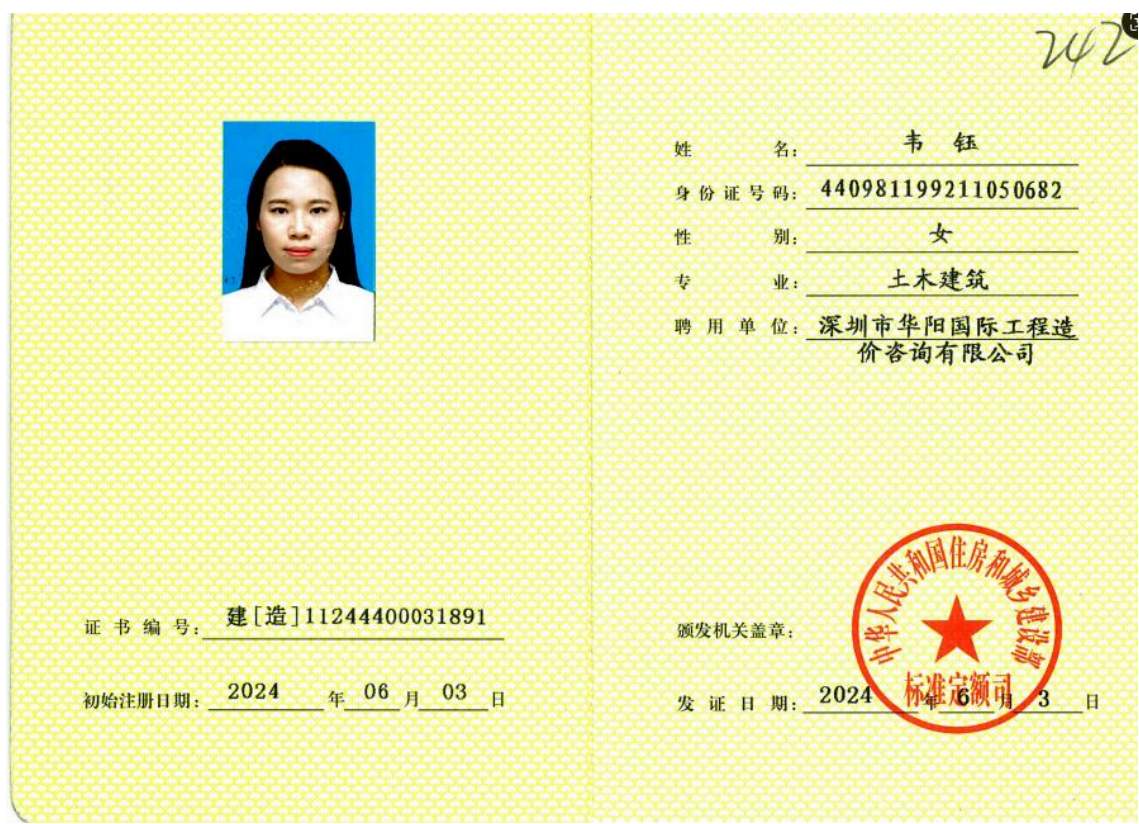 242
姓名：韦 钰
身份证号码：440981199211050682
性别：女
专业：土木建筑
聘用单位：深圳市华阳国际工程造
价咨询有限公司
证书编号：建[造]11244400031891
初始注册日期：2024年06月03日
颁发机关盖章：
中华人民共和国住房和城乡建设部
标准定额司
发证日期：2024年6月3日